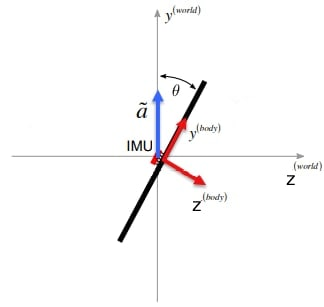 y^(world)
θ
ã
y^(body)
IMU
(world)
z
z^(body)